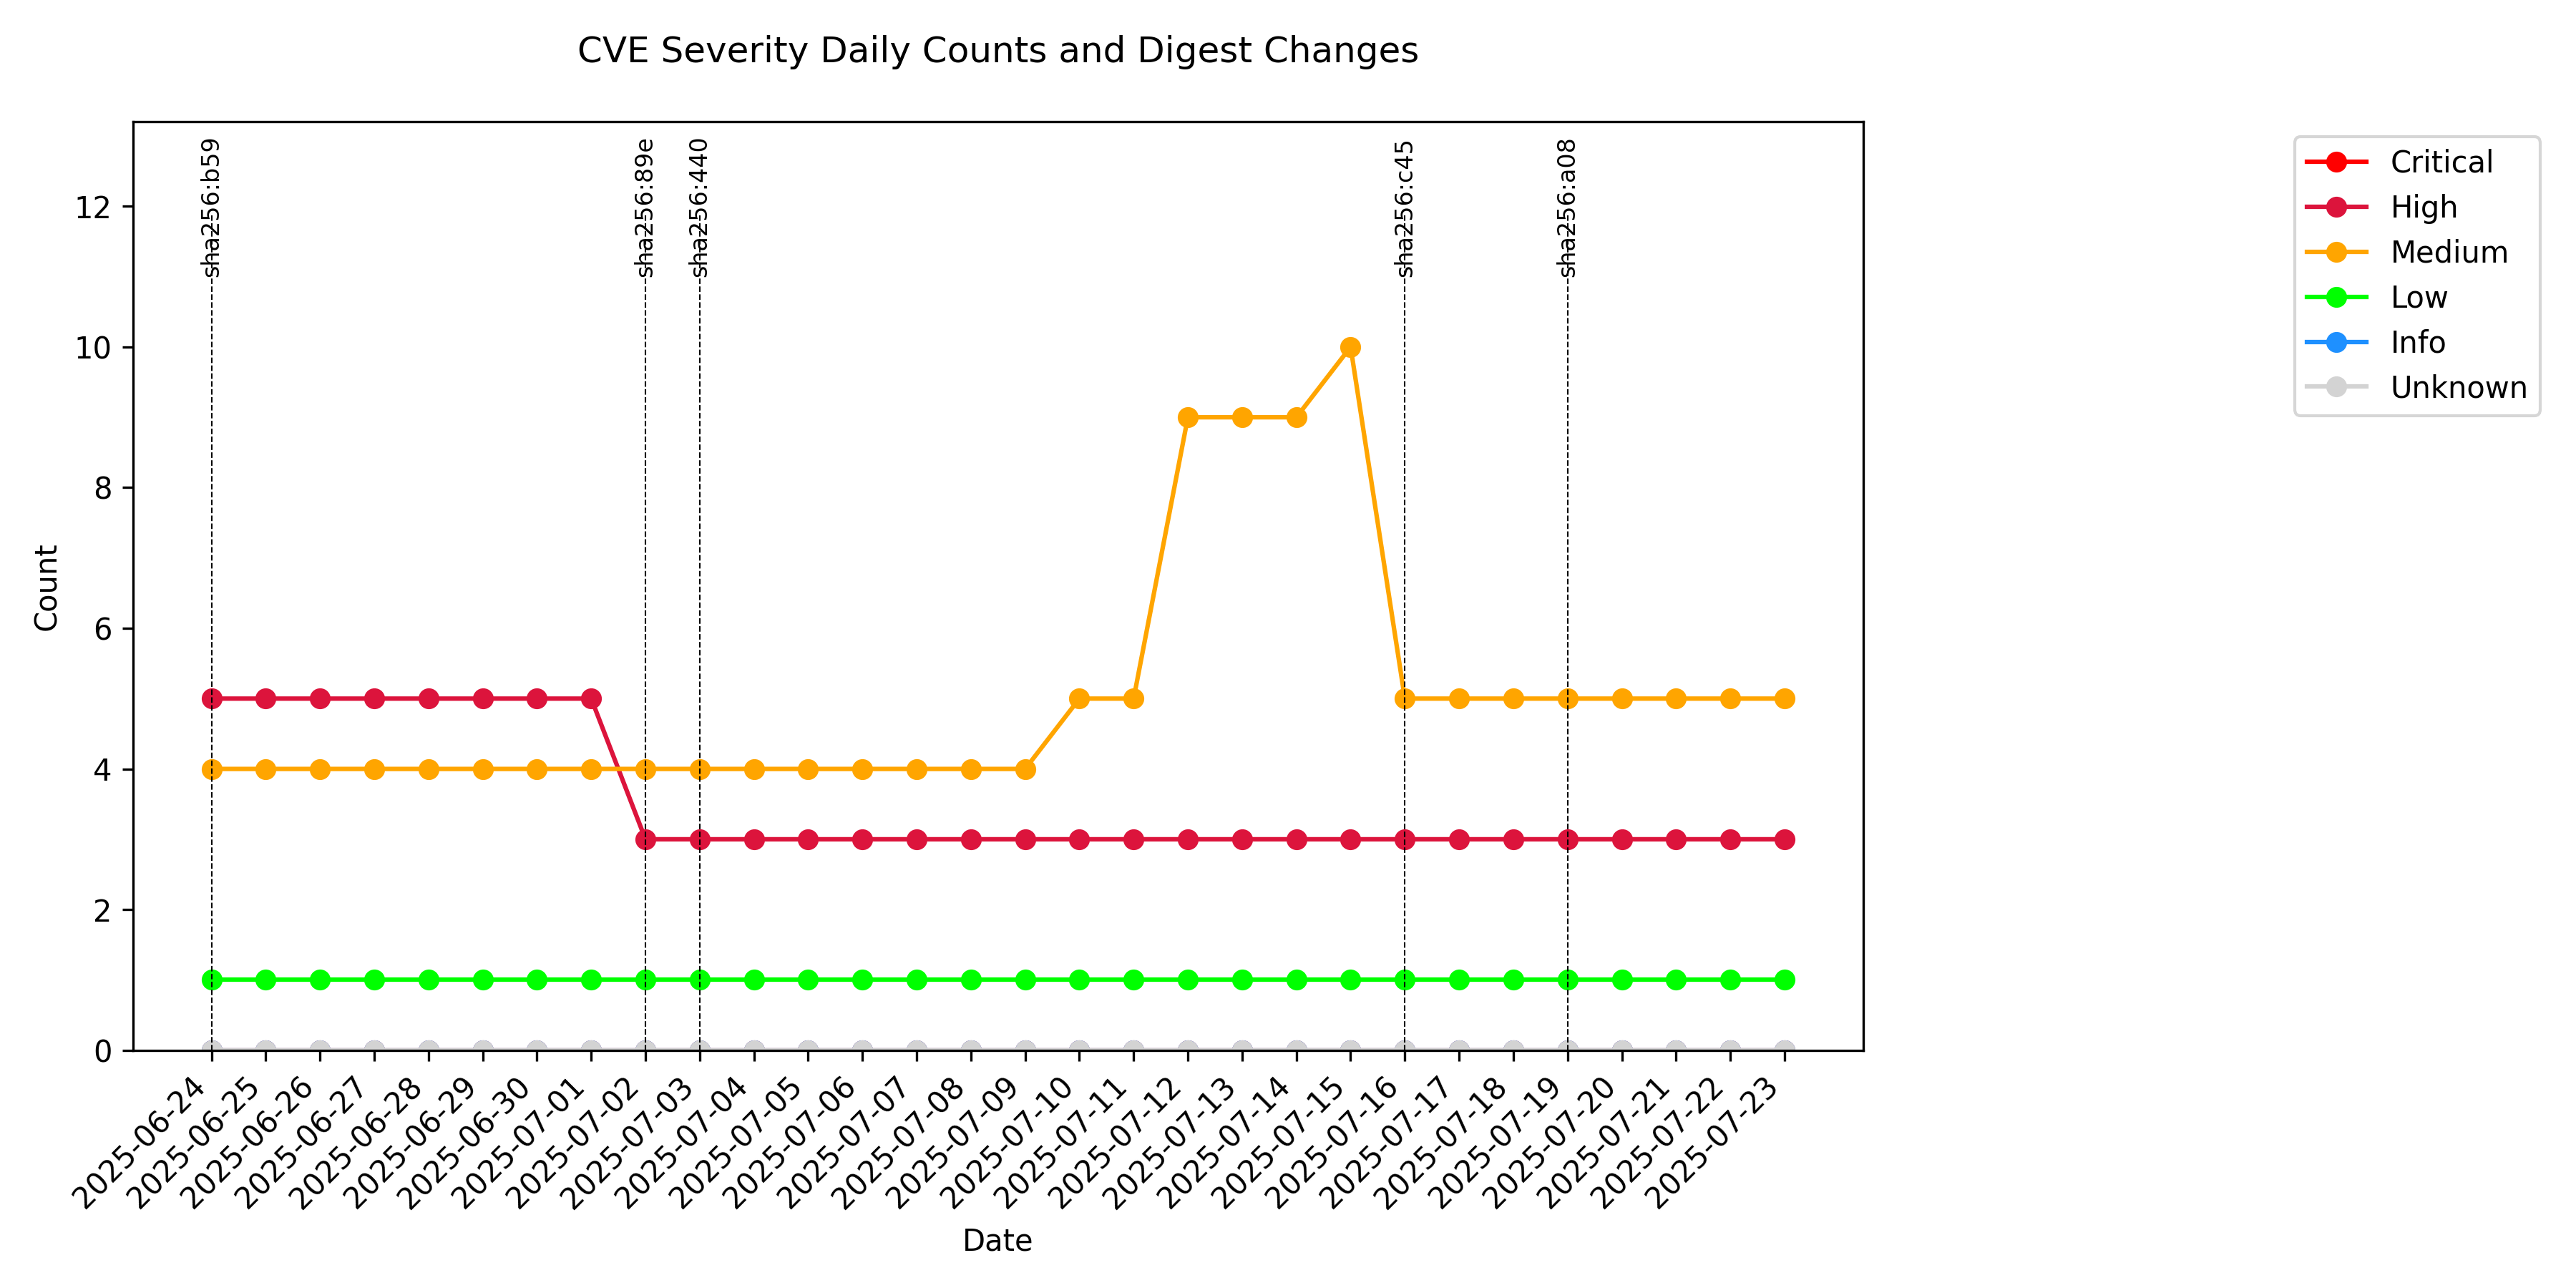 CVE Severity Daily Counts and Digest Changes
sha256:b59
sha256:89e
sha256:440
sha256:c45
sha256:a08
Critical
High
Medium
Low
Info
Unknown
Count
12
10
8
6
4
2
0
2025-06-24
2025-06-25
2025-06-26
2025-06-27
2025-06-28
2025-06-29
2025-06-30
2025-07-01
2025-07-02
2025-07-03
2025-07-04
2025-07-05
2025-07-06
2025-07-07
2025-07-08
2025-07-09
2025-07-10
2025-07-11
2025-07-12
2025-07-13
2025-07-14
2025-07-15
2025-07-16
2025-07-17
2025-07-18
2025-07-19
2025-07-20
2025-07-21
2025-07-22
2025-07-23
Date